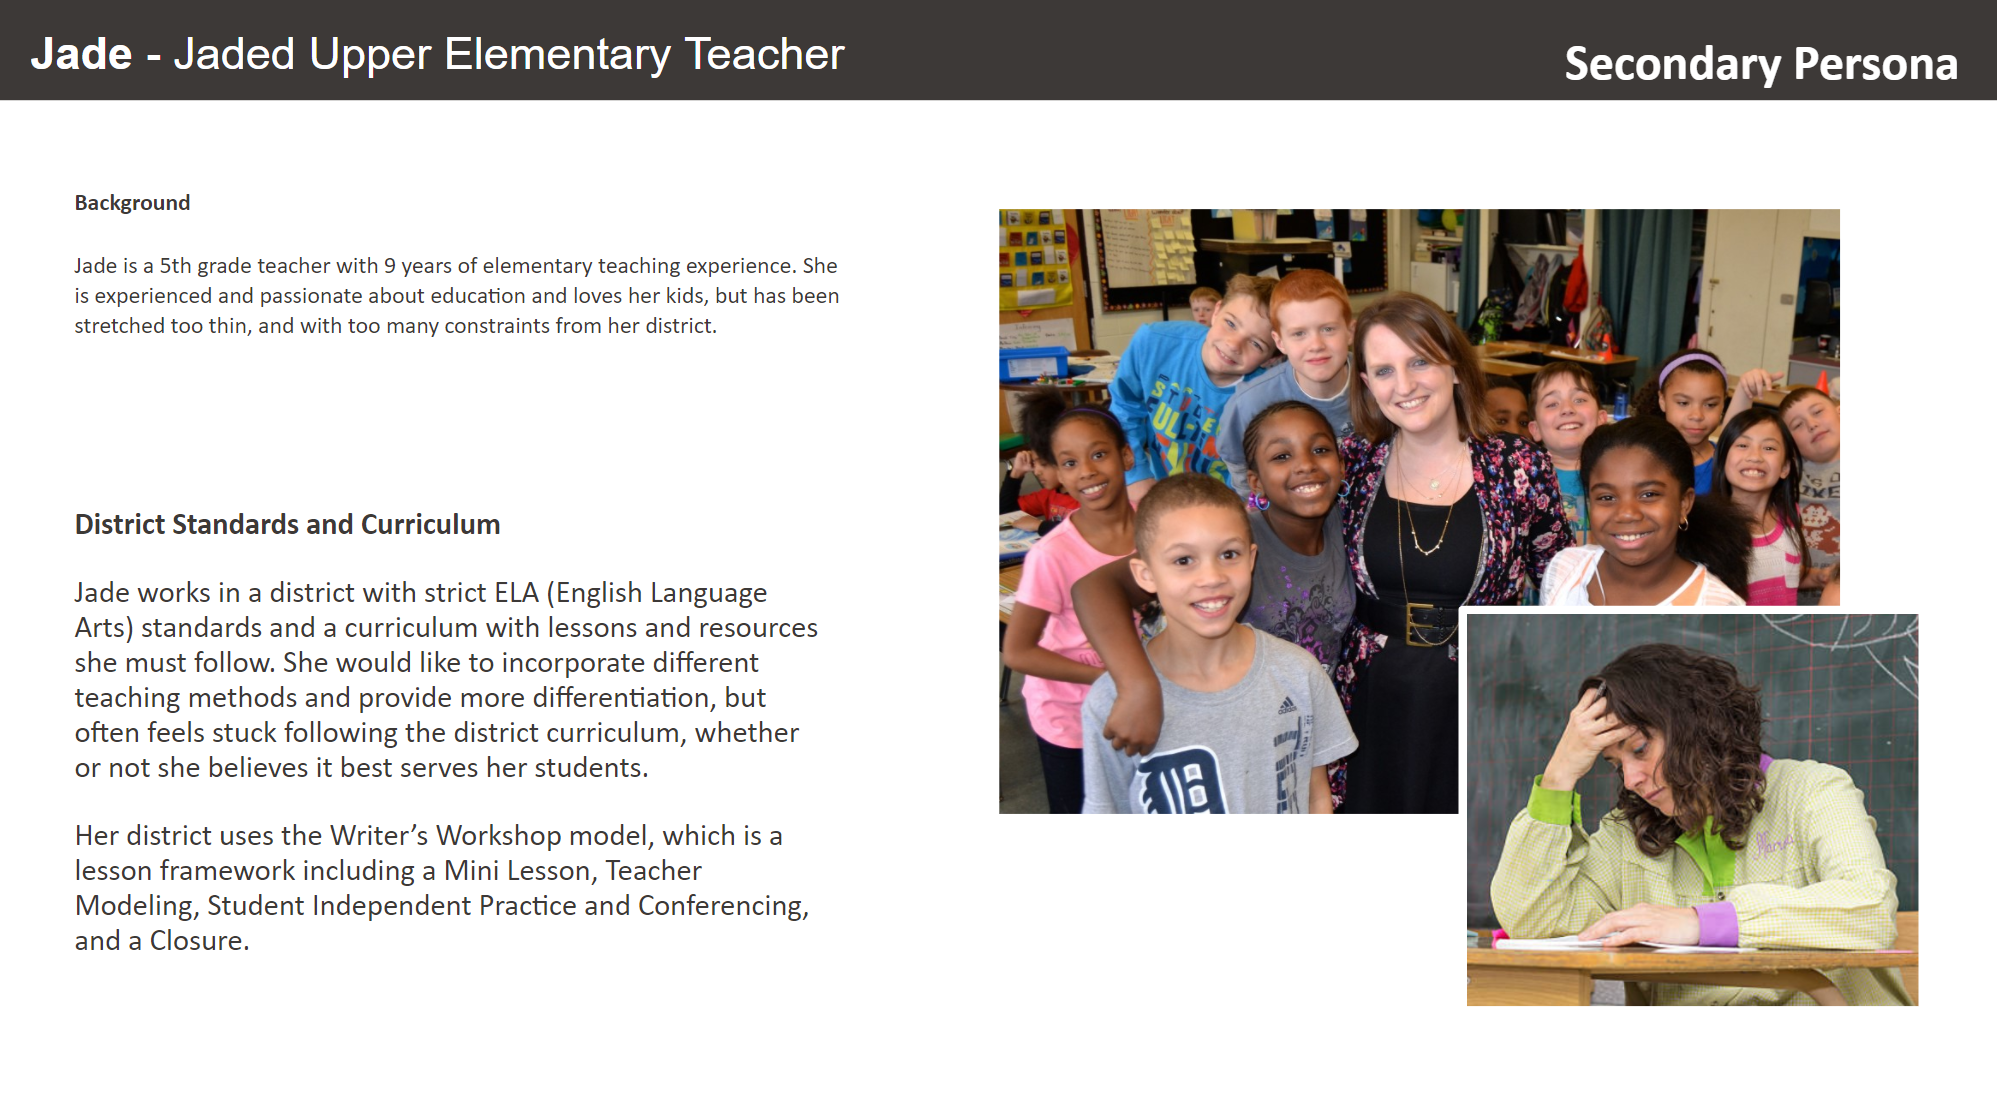 Jade - Jaded Upper Elementary Teacher
Secondary Persona
Background
Jade is a 5th grade teacher with 9 years of elementary teaching experience. She
is experienced and passionate about education and loves her kids, but has been
stretched too thin, and with too many constraints from her district.
District Standards and Curriculum
Jade works in a district with strict ELA (English Language
Arts) standards and a curriculum with lessons and resources
she must follow. She would like to incorporate different
teaching methods and provide more differentiation, but
often feels stuck following the district curriculum, whether
or not she believes it best serves her students.
Her district uses the Writer’s Workshop model, which is a
lesson framework including a Mini Lesson, Teacher
Modeling, Student Independent Practice and Conferencing,
and a Closure.
adidas